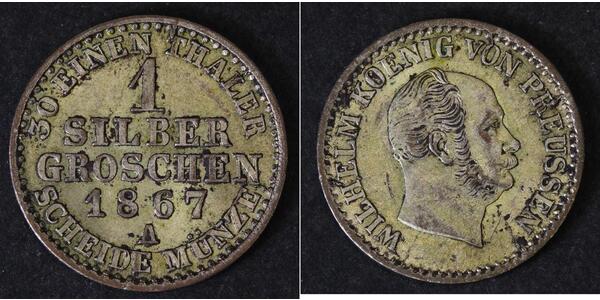 30 EINEN THALER
1
SILBER
GROSCHEN
1867
A
SCHEIDE MÜNZE
WILHELM KOENIG VON PREUSSEN